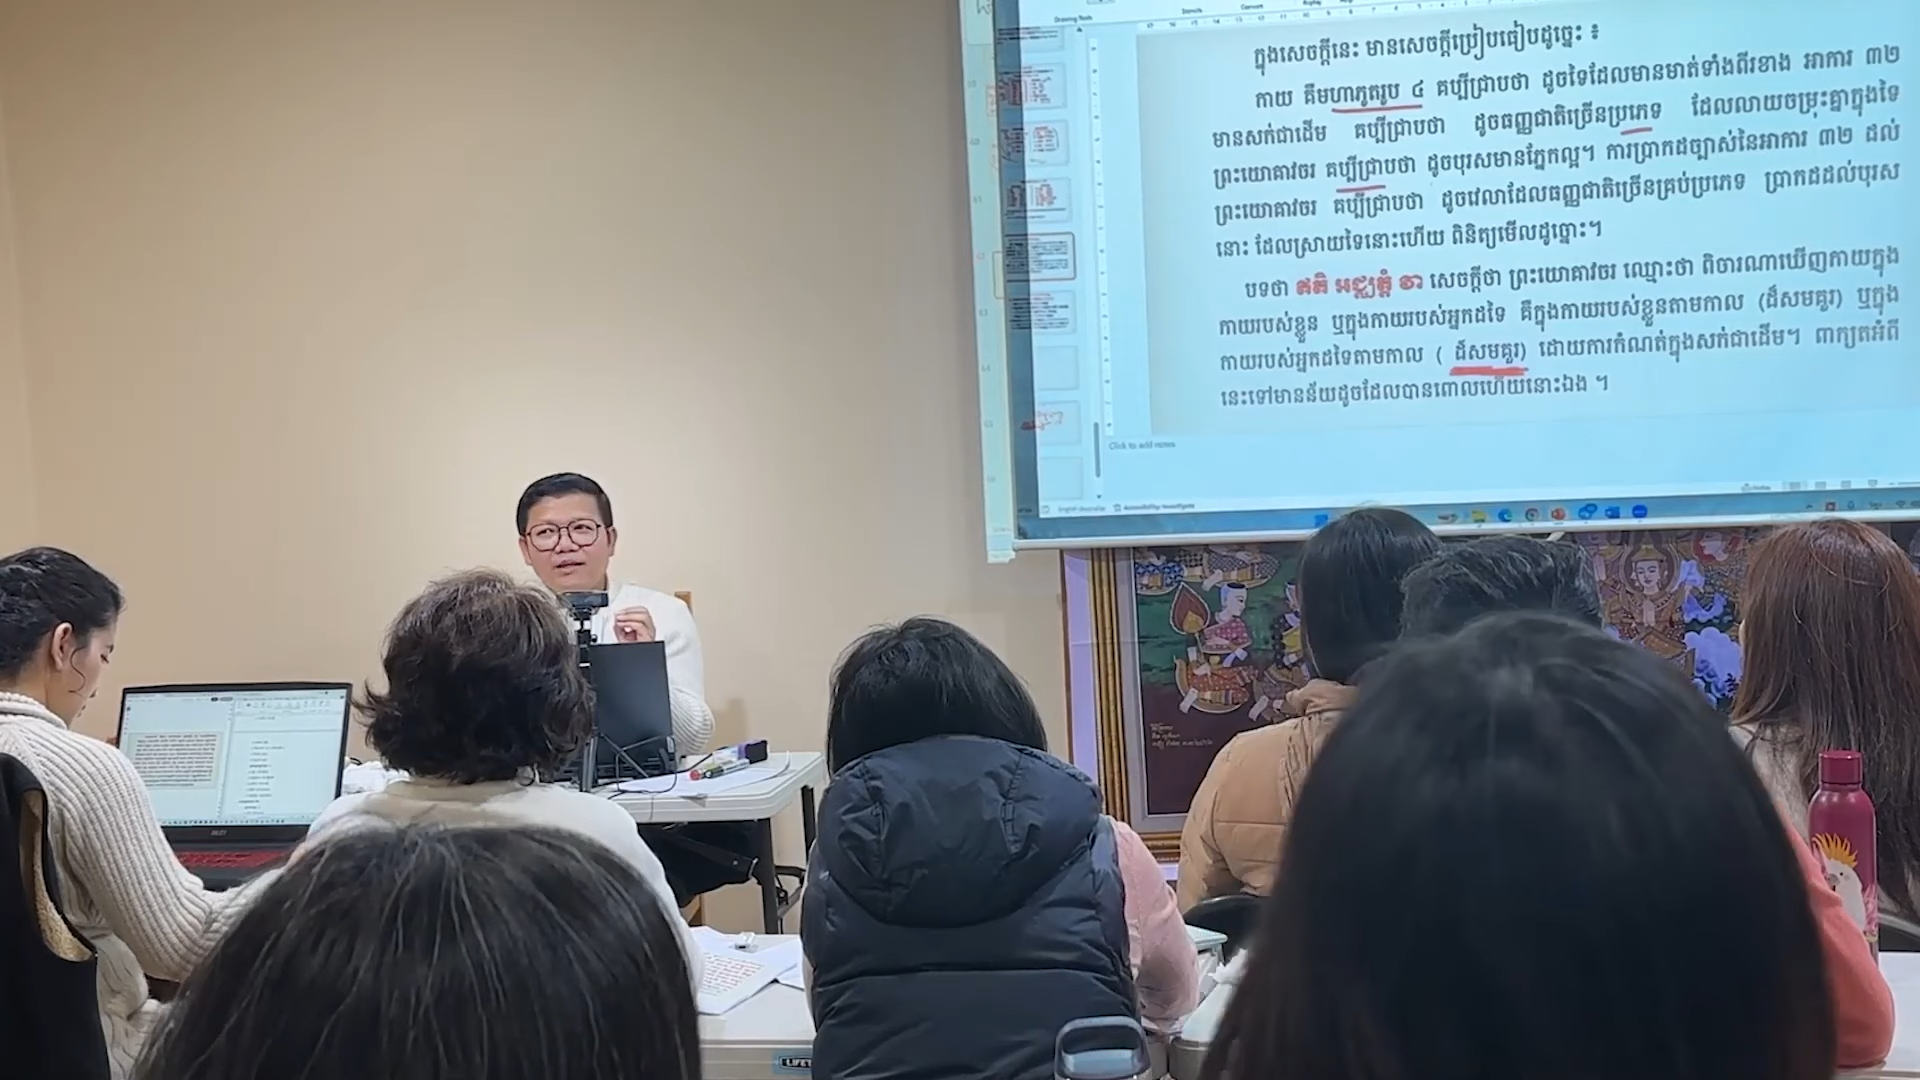 Drawing Tools
ក្នុងសេចក្ដីនេះ មានសេចក្ដីប្រៀបធៀបដូច្នេះ ៖
កាយ គឺមហាភូតរូប ៤ គប្បីជ្រាបថា ដូចទៃដែលមានមាត់ទាំងពីរខាង អាការ ៣២
មានសក់ជាដើម គប្បីជ្រាបថា ដូចធញ្ញជាតិច្រើនប្រភេទ ដែលលាយចម្រុះគ្នាក្នុងទៃ
ព្រះយោគាវចរ គប្បីជ្រាបថា ដូចបុរសមានភ្នែកល្អ។ ការប្រាកដច្បាស់នៃអាការ ៣២ ដល់
ព្រះយោគាវចរ គប្បីជ្រាបថា ដូចវេលាដែលធញ្ញជាតិច្រើនគ្រប់ប្រភេទ ប្រាកដដល់បុរស
នោះ ដែលស្រាយទៃនោះហើយ ពិនិត្យមើលដូច្នោះ។
បទថា ឥតិ អជ្ឈត្តំ វា សេចក្ដីថា ព្រះយោគាវចរ ឈ្មោះថា ពិចារណាឃើញកាយក្នុង
កាយរបស់ខ្លួន ឬក្នុងកាយរបស់អ្នកដទៃ គឺក្នុងកាយរបស់ខ្លួនតាមកាល (ដ៏សមគួរ) ឬក្នុង
កាយរបស់អ្នកដទៃតាមកាល ( ដ៏សមគួរ) ដោយការកំណត់ក្នុងសក់ជាដើម។ ពាក្យតអំពី
នេះទៅមានន័យដូចដែលបានពោលហើយនោះឯង ។
Click to add notes